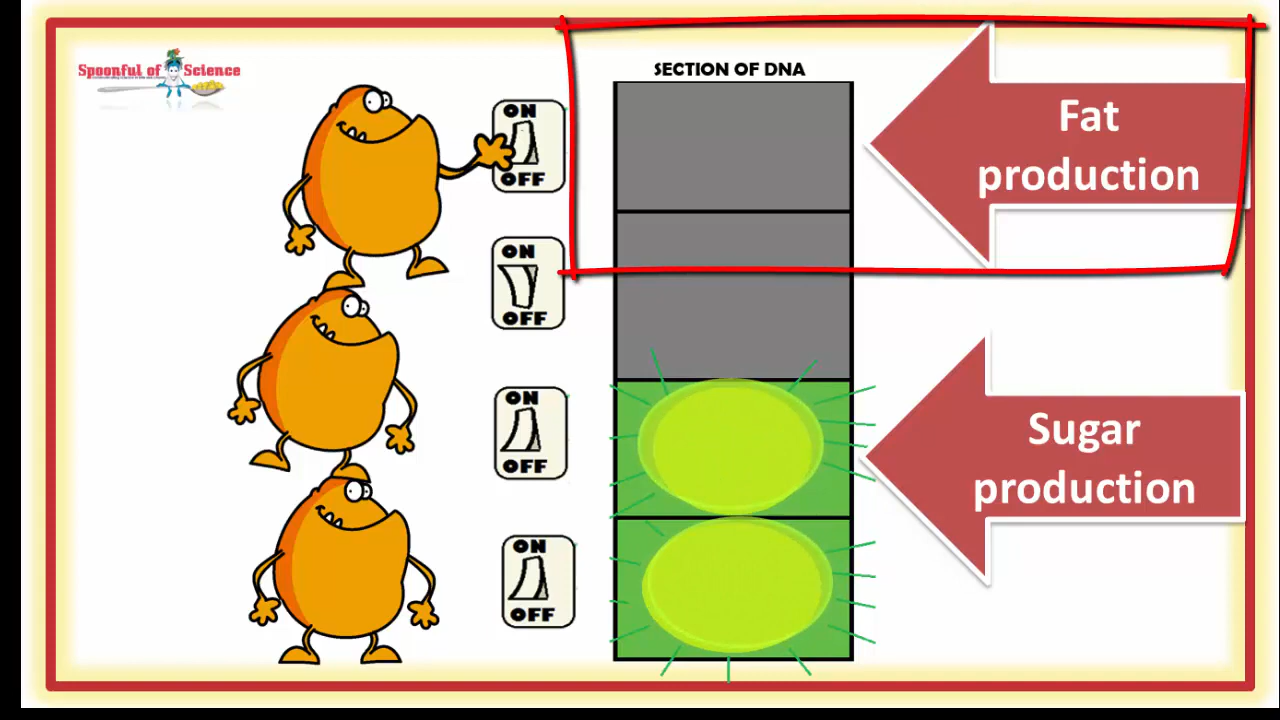 Spoonful of Science
SECTION OF DNA
ON
OFF
Fat
production
ON
OFF
ON
OFF
Sugar
production
ON
OFF